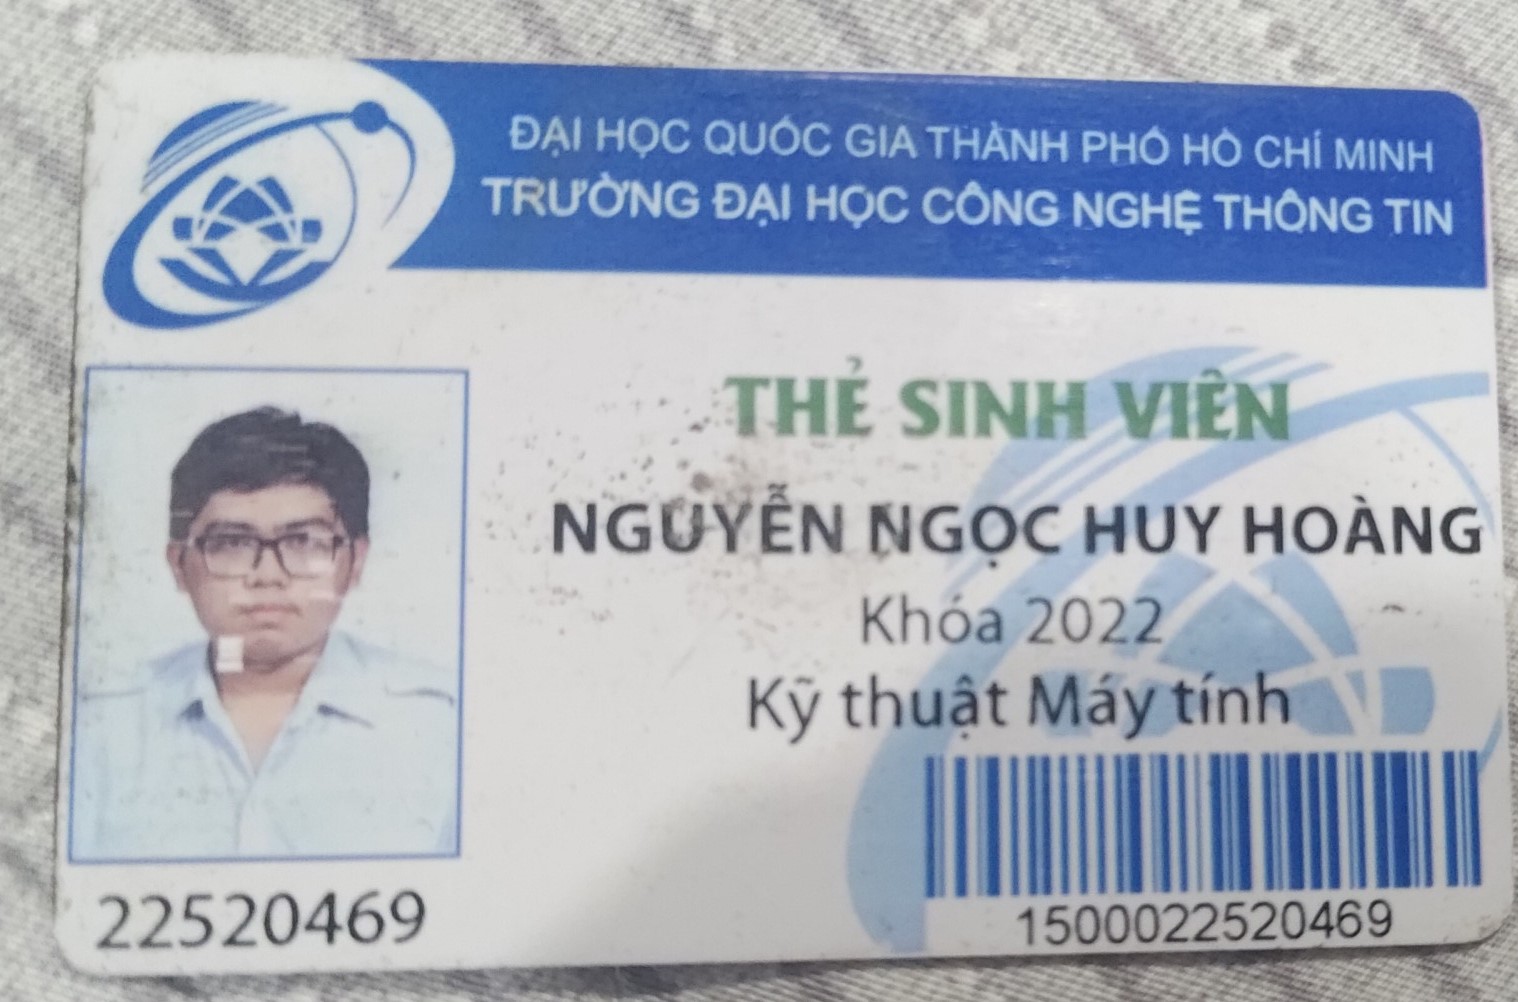 ĐẠI HỌC QUỐC GIA THÀNH PHỐ HỒ CHÍ MINH
TRƯỜNG ĐẠI HỌC CÔNG NGHỆ THÔNG TIN
THẺ SINH VIÊN
NGUYỄN NGỌC HUY HOÀNG
Khóa 2022
Kỹ thuật Máy tính
22520469
1500022520469